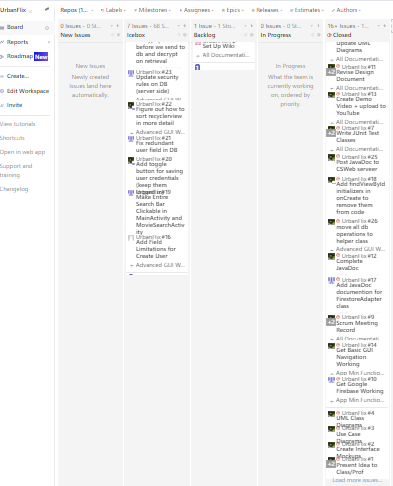 UrbanFlix
Board
Reports
Roadmap New
Create...
Edit Workspace
Invite
View tutorials
Shortcuts
Open in web app
Support and
training
Changelog
Repos (1...
Labels
Milestones
Assignees
Epics
Releases
Estimates
Authors
0 Issues
New Issues
New Issues
Newly created
issues land here
automatically.
7 Issues
Icebox
before we send to
db and decrypt
on retrieval
UrbanFlix #23
Update security
rules on DB
(server side)
Advanced GUI W...
UrbanFlix #22
Figure out how to
sort recyclerview
in more detail
Advanced GUI W...
UrbanFlix #21
Fix redundant
user field in DB
UrbanFlix #20
Add toggle
button for saving
user credentials
(keep them
UrbanFlix #19
Make Entire
Search Bar
Clickable in
MainActivity and
MovieSearchActiv
ity
UrbanFlix #16
Add Field
Limitations for
Create User
Advanced GUI W...
1 Issue
Backlog
Set Up Wiki
All Documentati...
0 Issues
In Progress
In Progress
What the team is
currently working
on, ordered by
priority.
16+ Issues
Closed
Update UML
Diagrams
All Documentati...
UrbanFlix #11
Revise Design
Document
UrbanFlix #13
Create Demo
Video + upload to
YouTube
All Documentati...
UrbanFlix #7
Write JUnit Test
Classes
All Documentati...
UrbanFlix #25
Post JavaDoc to
CSWeb server
UrbanFlix #18
Add findViewById
initializers in
onCreate to
remove them
from code
UrbanFlix #26
move all db
operations to
helper class
Advanced GUI W...
UrbanFlix #12
Complete
JavaDoc
UrbanFlix #17
Add JavaDoc
documention for
FirestoreAdapter
class
UrbanFlix #9
Scrum Meeting
Record
All Documentati...
UrbanFlix #14
Get Basic GUI
Navigation
Working
App Min Functio...
UrbanFlix #10
Get Google
Firebase Working
App Min Functio...
UrbanFlix #4
UML Class
Diagrams
UrbanFlix #3
Use Case
Diagrams
UrbanFlix #2
Create Interface
Mockups
UrbanFlix #1
Present Idea to
Class/Prof
Load more issues...